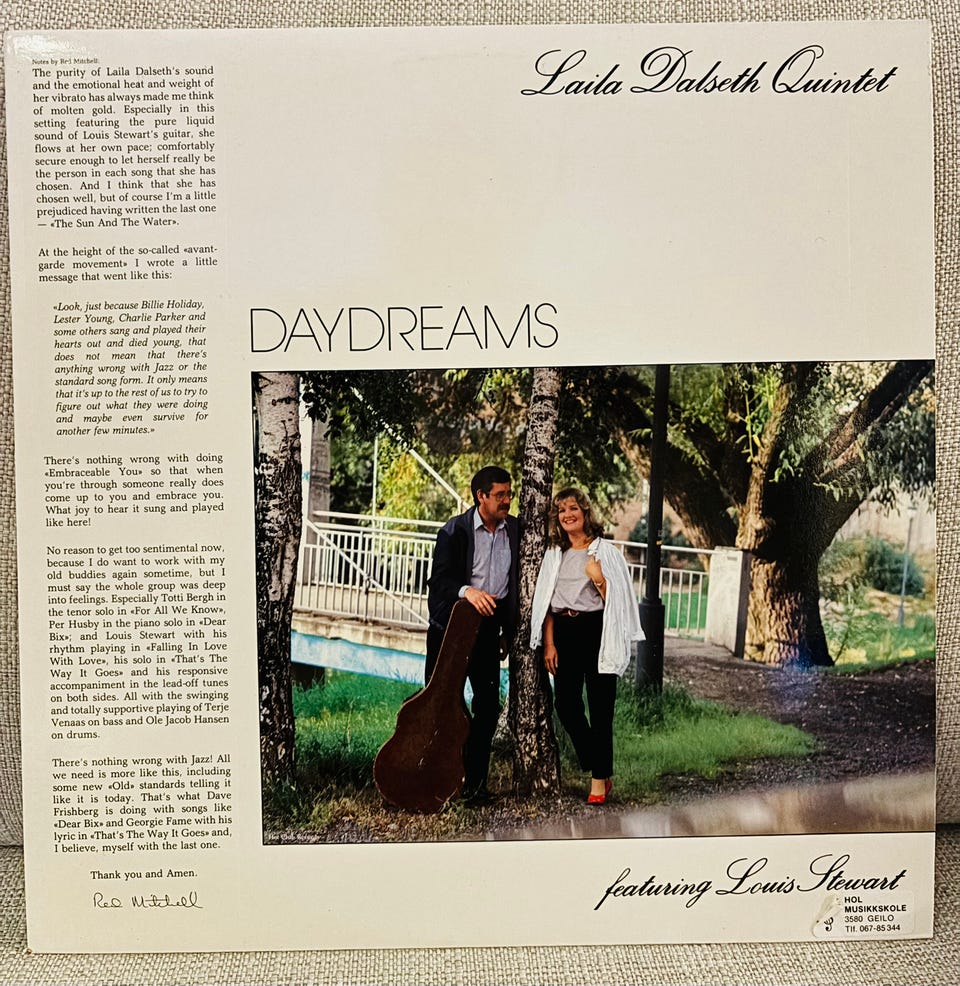 Notes by Red Mitchell:
The purity of Laila Dalseth's sound
and the emotional heat and weight of
her vibrato has always made me think
of molten gold. Especially in this
setting featuring the pure liquid
sound of Louis Stewart's guitar, she
flows at her own pace; comfortably
secure enough to let herself really be
the person in each song that she has
chosen. And I think that she has
chosen well, but of course I'm a little
prejudiced having written the last one
— «The Sun And The Water».
At the height of the so-called «avant-
garde movement» I wrote a little
message that went like this:
«Look, just because Billie Holiday,
Lester Young, Charlie Parker and
some others sang and played their
hearts out and died young, that
does not mean that there's
anything wrong with Jazz or the
standard song form. It only means
that it's up to the rest of us to try to
figure out what they were doing
and maybe even survive for
another few minutes.»
There's nothing wrong with doing
«Embraceable You» so that when
you're through someone really does
come up to you and embrace you.
What joy to hear it sung and played
like here!
No reason to get too sentimental now,
because I do want to work with my
old buddies again sometime, but I
must say the whole group was deep
into feelings. Especially Totti Bergh in
the tenor solo in «For All We Know»,
Per Husby in the piano solo in «Dear
Bix»; and Louis Stewart with his
rhythm playing in «Falling In Love
With Love», his solo in «That's The
Way It Goes» and his responsive
accompaniment in the lead-off tunes
on both sides. All with the swinging
and totally supportive playing of Terje
Venaas on bass and Ole Jacob Hansen
on drums.
There's nothing wrong with Jazz! All
we need is more like this, including
some new «Old» standards telling it
like it is today. That's what Dave
Frishberg is doing with songs like
«Dear Bix» and Georgie Fame with his
lyric in «That's The Way It Goes» and,
I believe, myself with the last one.
Thank you and Amen.
Red Mitchell
Laila Dalseth Quintet
DAYDREAMS
featuring Louis Stewart
HOL
MUSIKKSKOLE
3580 GEILO
Tlf. 067-85344